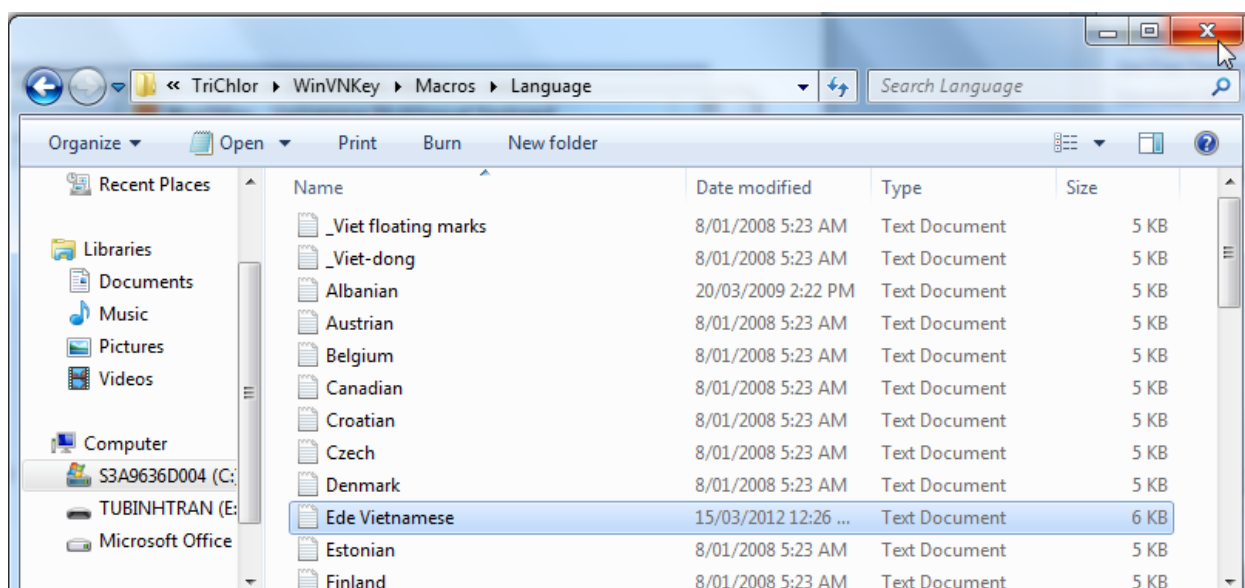 « TriChlor ▸ WinVNKey ▸ Macros ▸ Language Search Language
Organize Open Print Burn New folder
Recent Places
Libraries
Documents
Music
Pictures
Videos
Computer
S3A9636D004 (C:)
TUBINHTRAN (E:
Microsoft Office
Name Date modified Type Size
_Viet floating marks 8/01/2008 5:23 AM Text Document 5 KB
_Viet-dong 8/01/2008 5:23 AM Text Document 5 KB
Albanian 20/03/2009 2:22 PM Text Document 5 KB
Austrian 8/01/2008 5:23 AM Text Document 5 KB
Belgium 8/01/2008 5:23 AM Text Document 5 KB
Canadian 8/01/2008 5:23 AM Text Document 5 KB
Croatian 8/01/2008 5:23 AM Text Document 5 KB
Czech 8/01/2008 5:23 AM Text Document 5 KB
Denmark 8/01/2008 5:23 AM Text Document 5 KB
Ede Vietnamese 15/03/2012 12:26 ... Text Document 6 KB
Estonian 8/01/2008 5:23 AM Text Document 5 KB
Finland 8/01/2008 5:23 AM Text Document 5 KB